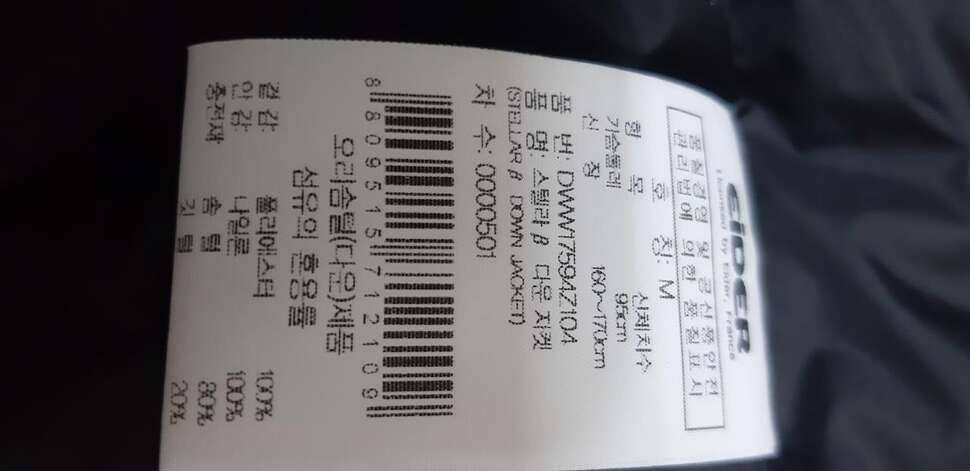 EiDER
Licensed by Eider, France
품질경영 및 공산품안전
관리법에 의한 품질표시
호 칭: M
항 목 신체치수
가슴둘레 95cm
신 장 160~170cm
품 번: DWW17594Z104
품 명: 스텔라 β 다운 자켓
(STELLAR β DOWN JACKET)
차 수: 0000501
8809515712109
오리솜털(다운)제품
섬유의 혼용률
겉감: 폴리에스터 100%
안감: 나일론 100%
충전재 솜털 80%
깃털 20%